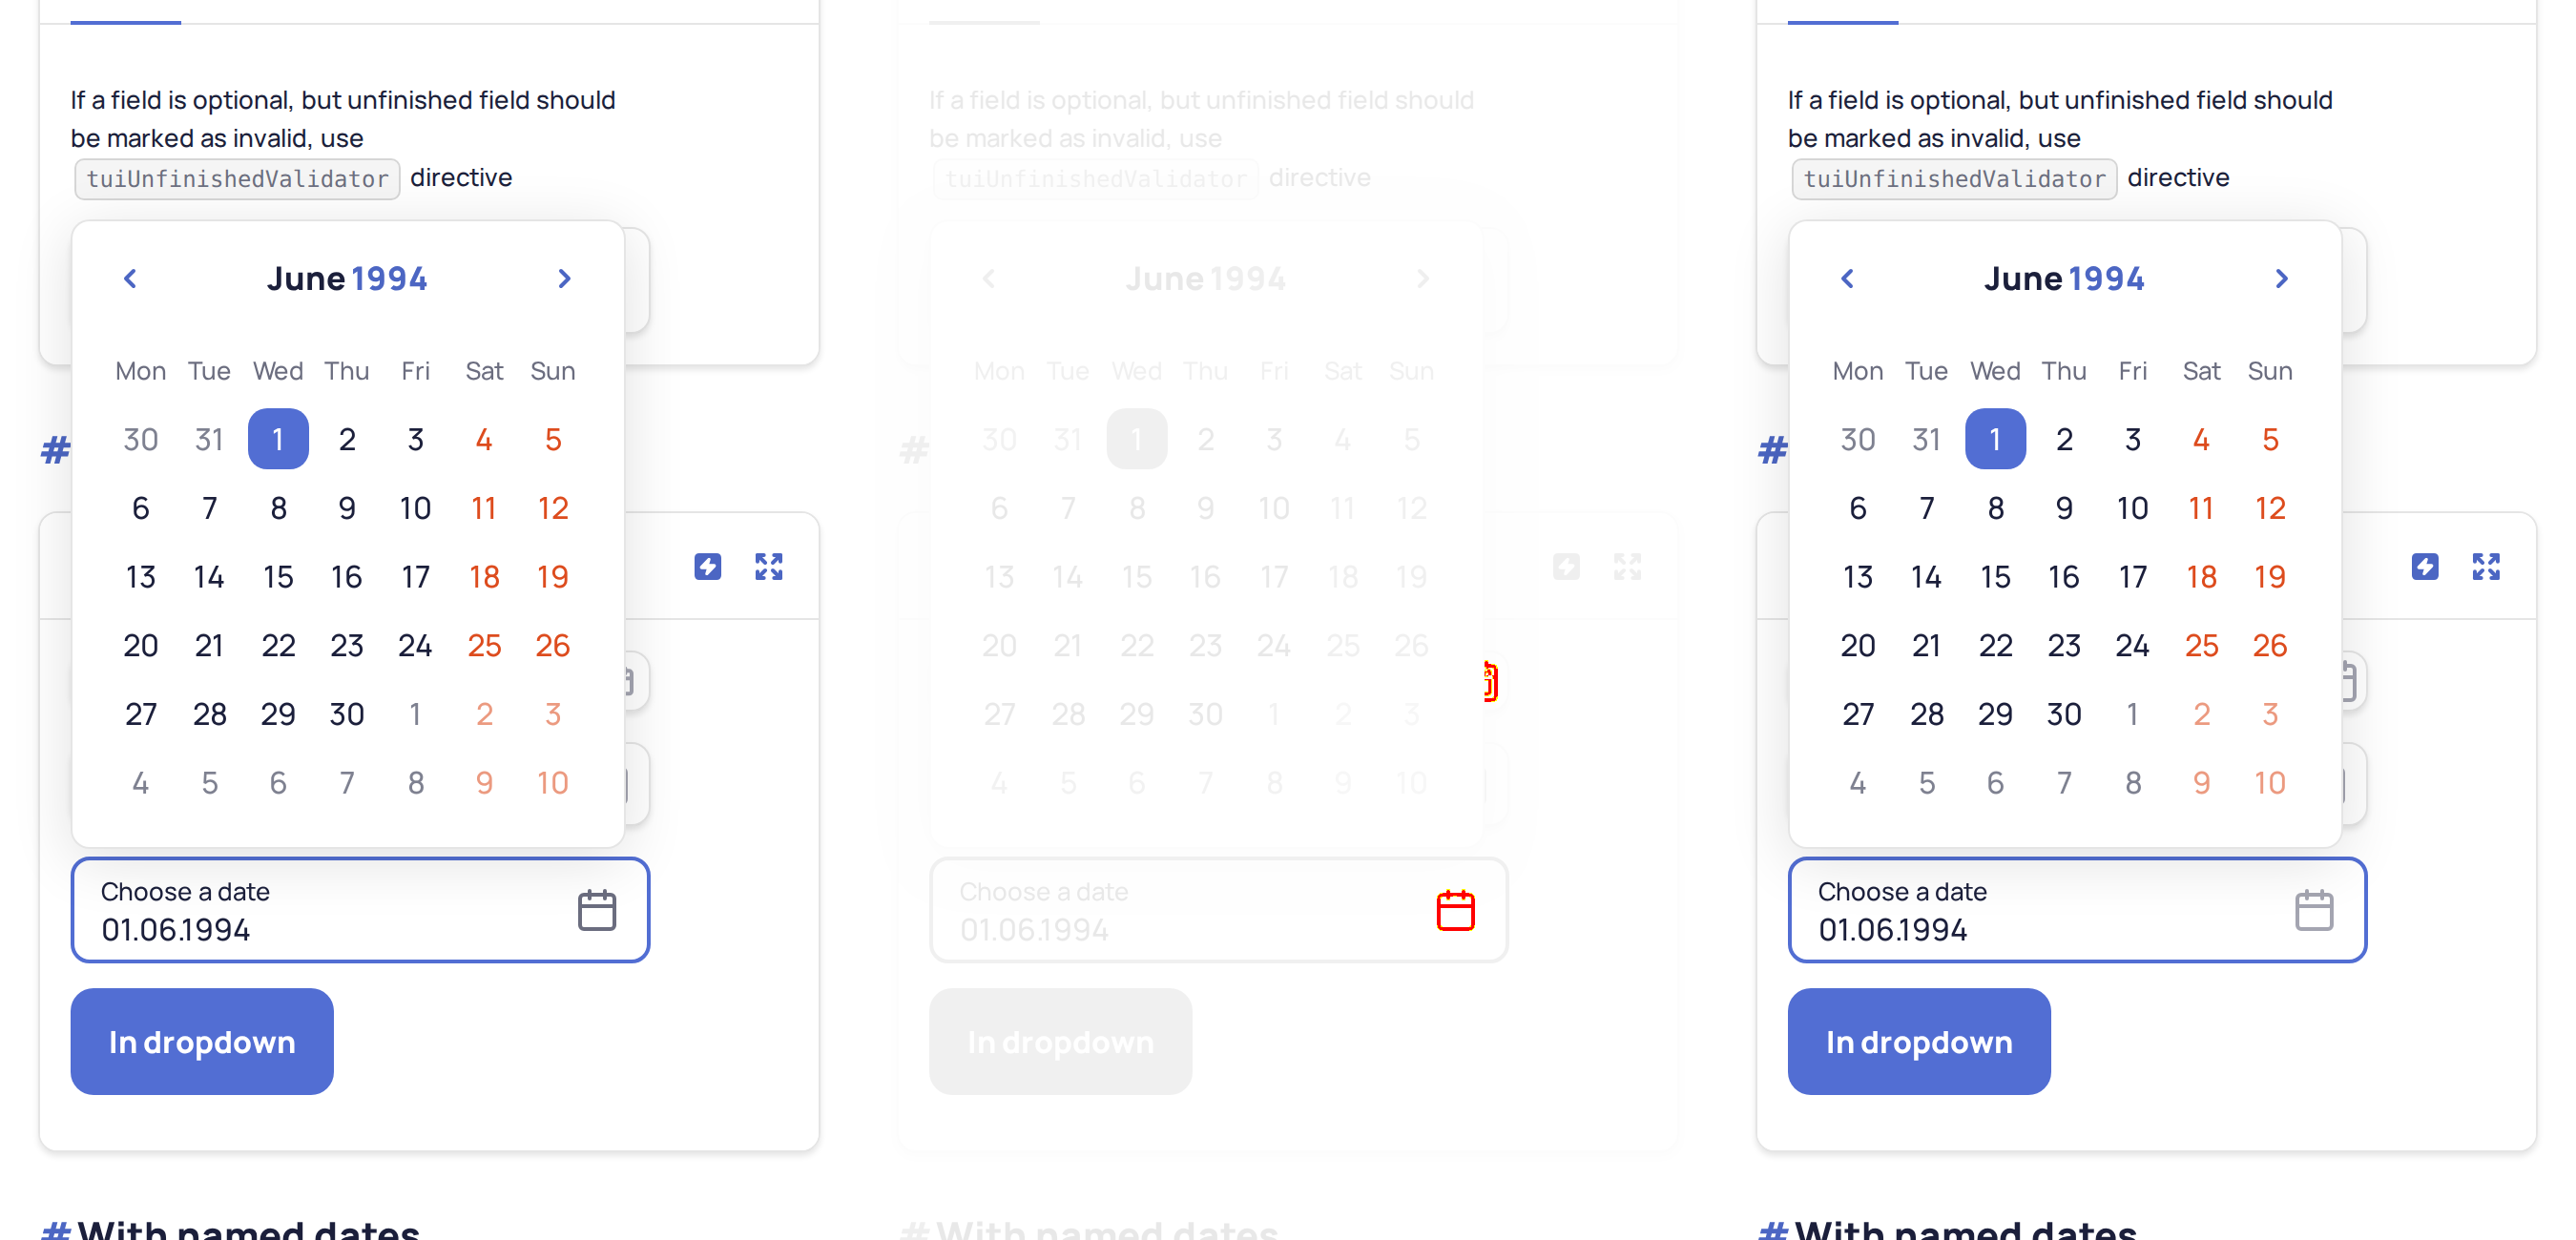 If a field is optional, but unfinished field should
be marked as invalid, use
tuiUnfinishedValidator directive
June 1994
Mon Tue Wed Thu Fri Sat Sun
30 31 1 2 3 4 5
6 7 8 9 10 11 12
13 14 15 16 17 18 19
20 21 22 23 24 25 26
27 28 29 30 1 2 3
4 5 6 7 8 9 10
#
Choose a date
01.06.1994
In dropdown
# With named dates
If a field is optional, but unfinished field should
be marked as invalid, use
tuiUnfinishedValidator directive
June 1994
Mon Tue Wed Thu Fri Sat Sun
30 31 1 2 3 4 5
6 7 8 9 10 11 12
13 14 15 16 17 18 19
20 21 22 23 24 25 26
27 28 29 30 1 2 3
4 5 6 7 8 9 10
#
Choose a date
01.06.1994
In dropdown
# With named dates
If a field is optional, but unfinished field should
be marked as invalid, use
tuiUnfinishedValidator directive
June 1994
Mon Tue Wed Thu Fri Sat Sun
30 31 1 2 3 4 5
6 7 8 9 10 11 12
13 14 15 16 17 18 19
20 21 22 23 24 25 26
27 28 29 30 1 2 3
4 5 6 7 8 9 10
#
Choose a date
01.06.1994
In dropdown
# With named dates